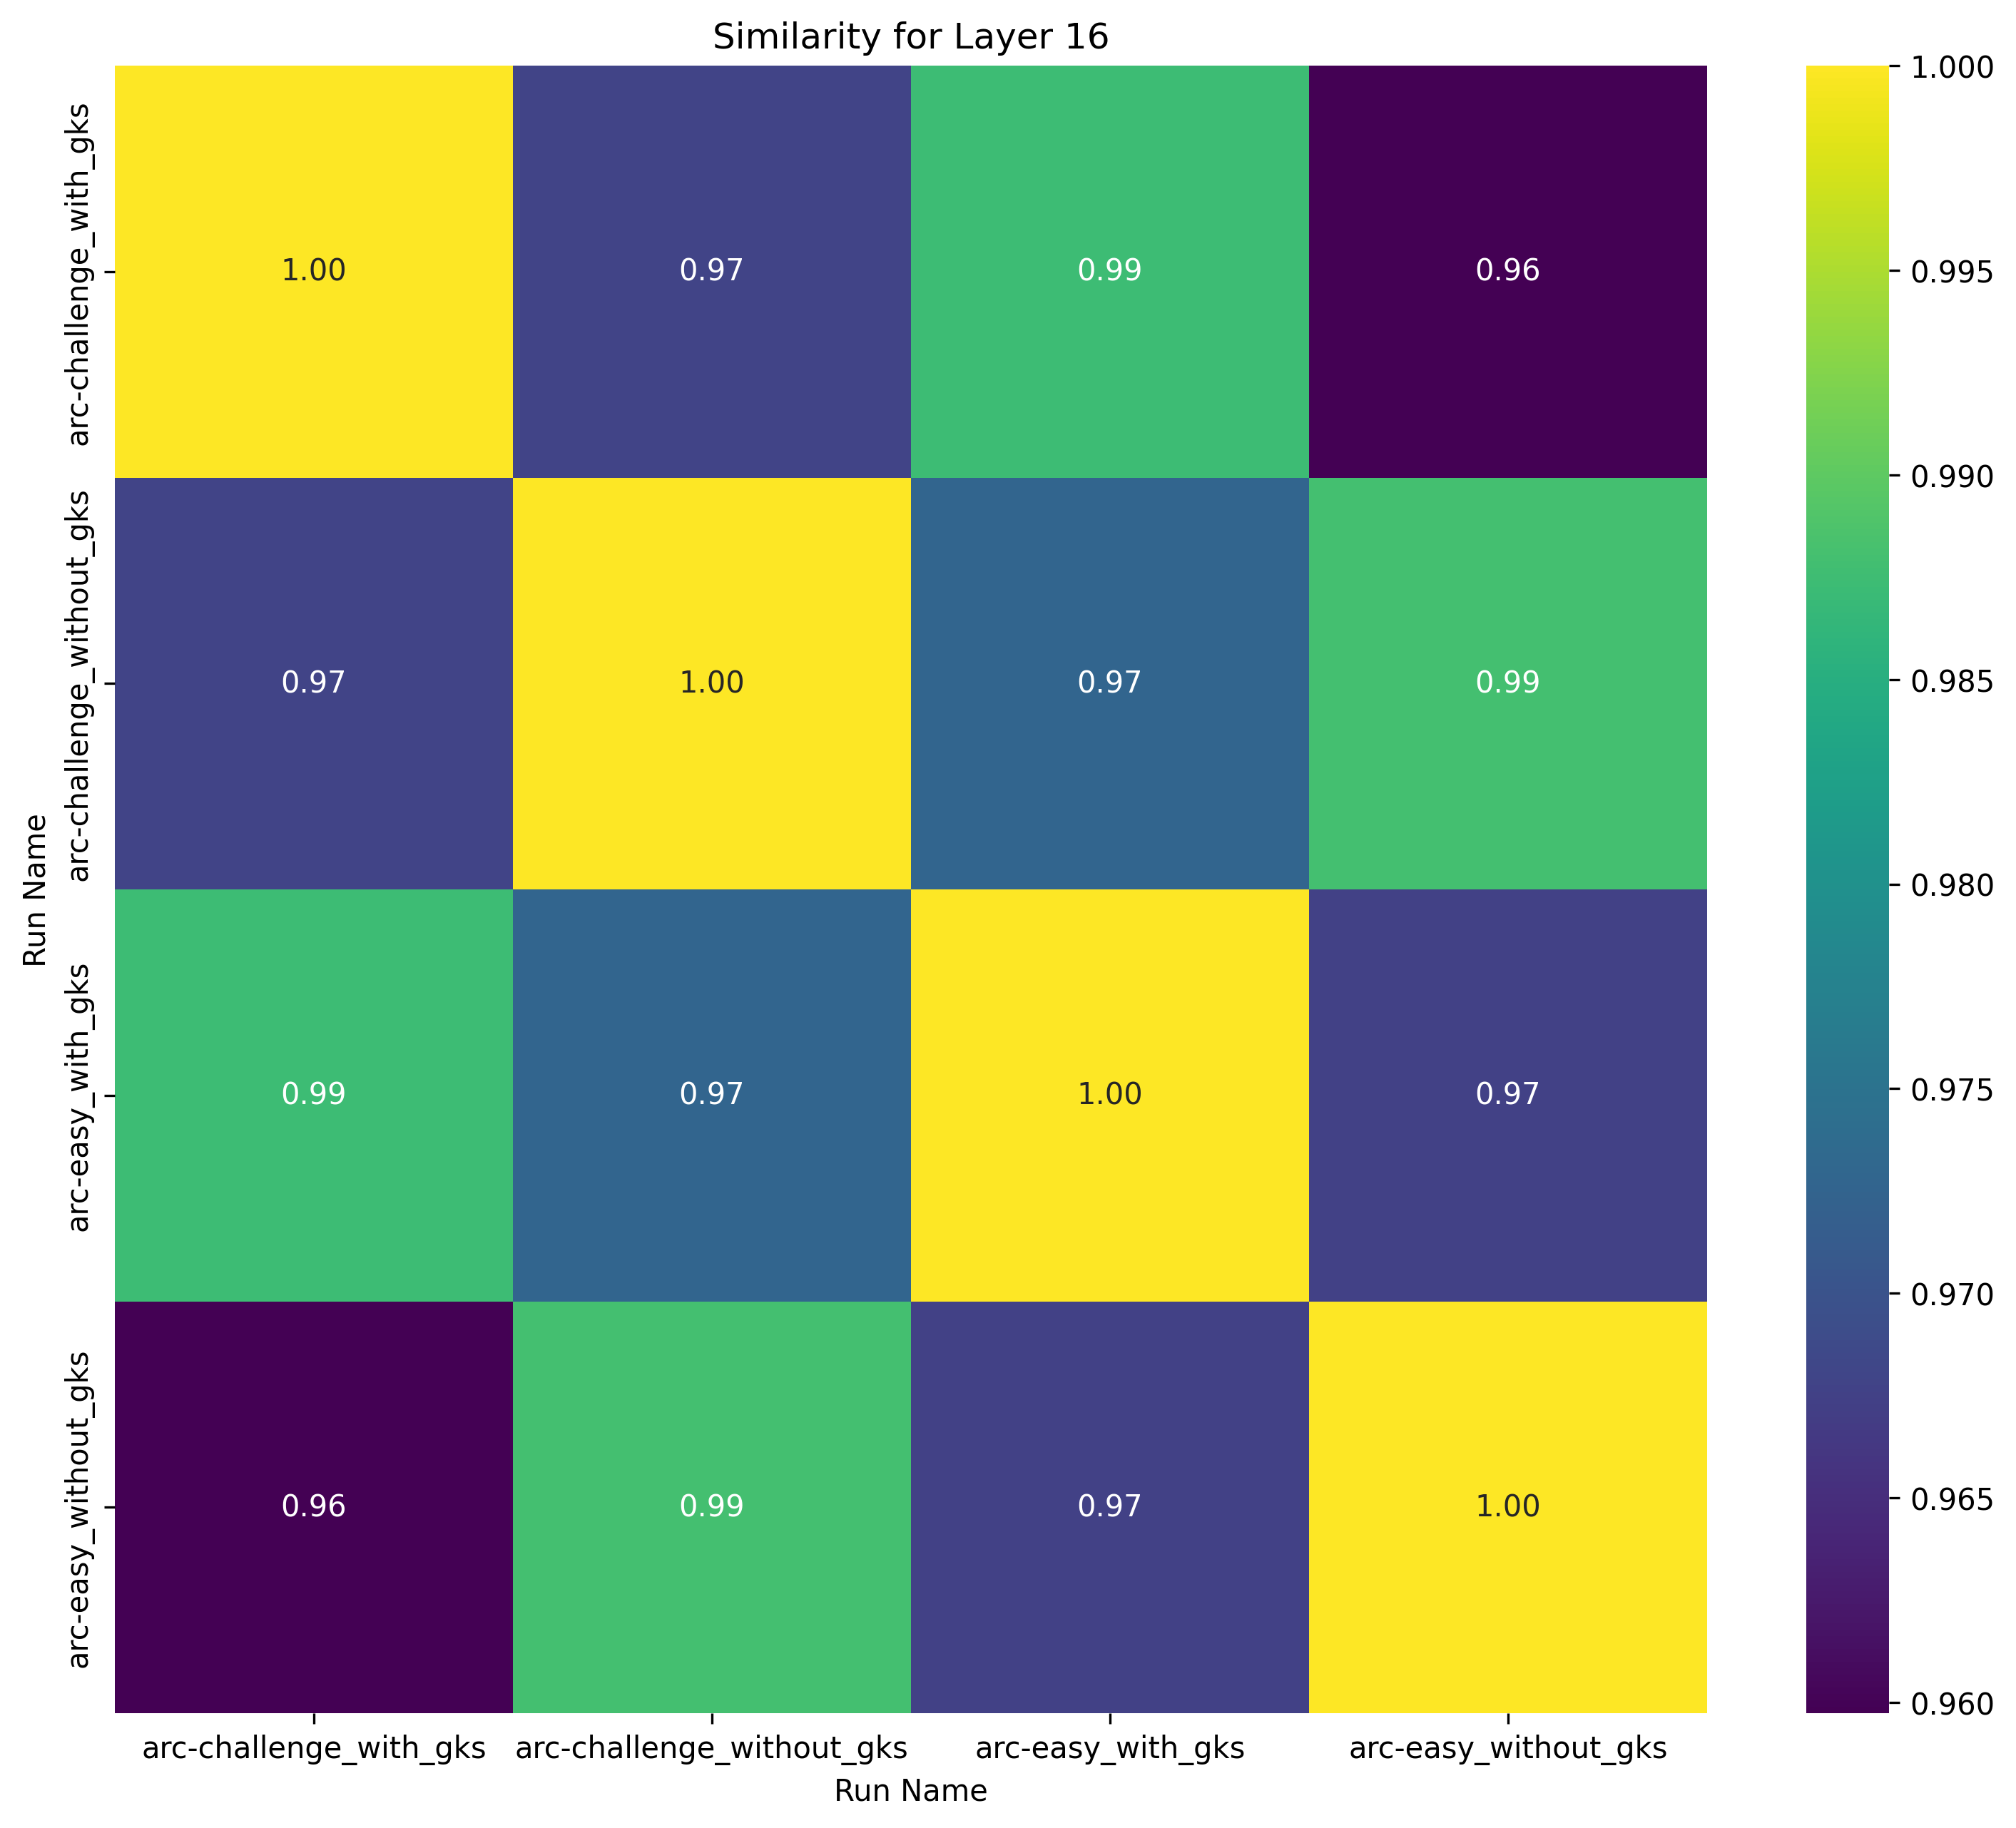 Similarity for Layer 16
Run Name
arc-challenge_with_gks
1.00 0.97 0.99 0.96
arc-challenge_without_gks
0.97 1.00 0.97 0.99
arc-easy_with_gks
0.99 0.97 1.00 0.97
arc-easy_without_gks
0.96 0.99 0.97 1.00
arc-challenge_with_gks arc-challenge_without_gks arc-easy_with_gks arc-easy_without_gks
Run Name
1.000
0.995
0.990
0.985
0.980
0.975
0.970
0.965
0.960